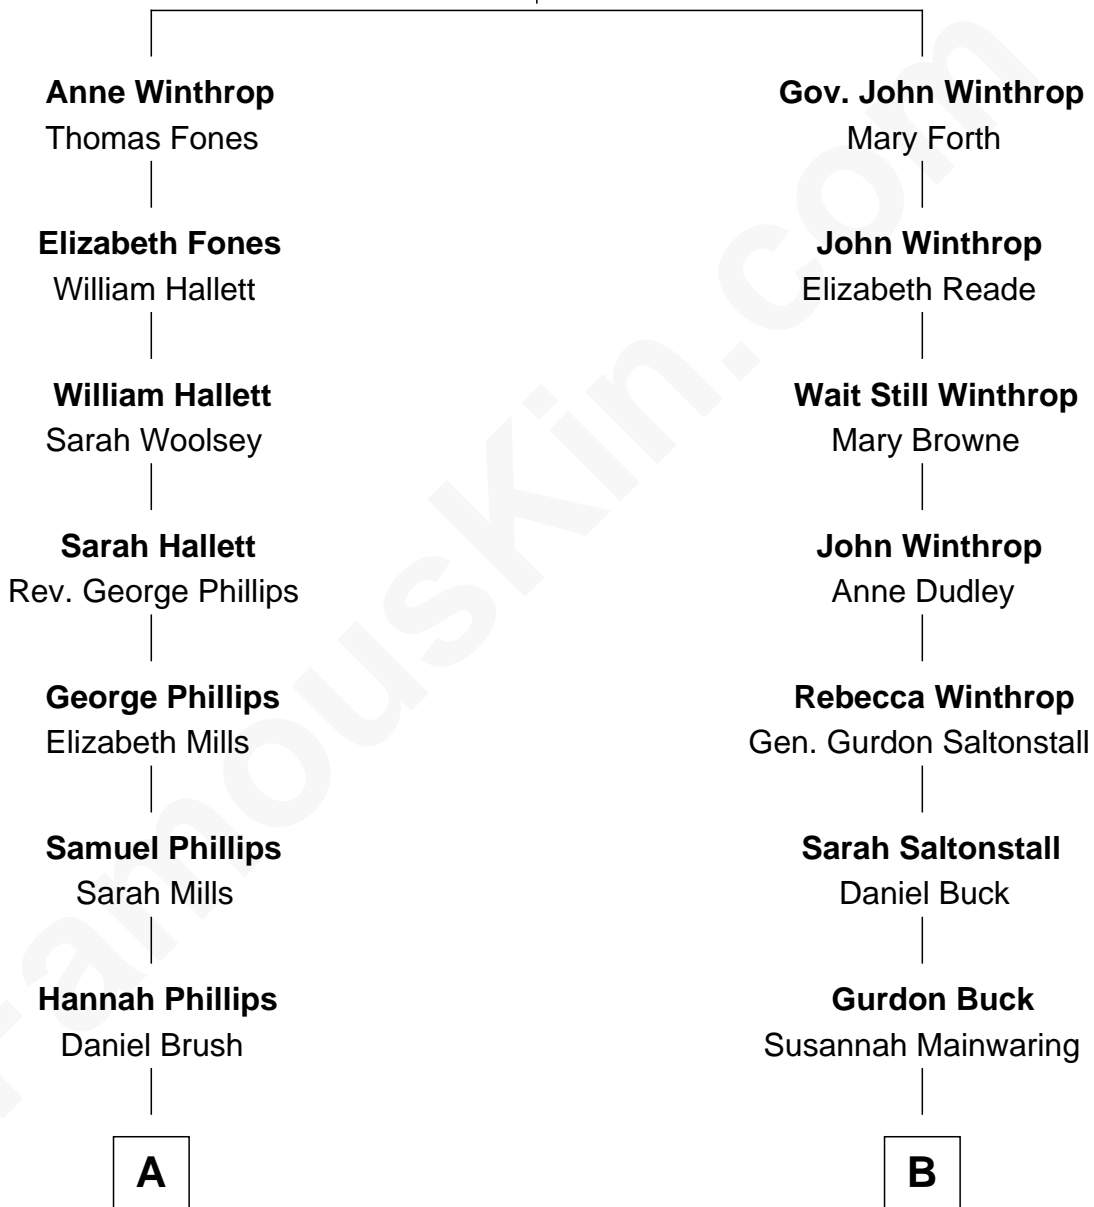 Anne Winthrop
Thomas Fones
Elizabeth Fones
William Hallett
William Hallett
Sarah Woolsey
Sarah Hallett
Rev. George Phillips
George Phillips
Elizabeth Mills
Samuel Phillips
Sarah Mills
Hannah Phillips
Daniel Brush
A
Gov. John Winthrop
Mary Forth
John Winthrop
Elizabeth Reade
Wait Still Winthrop
Mary Browne
John Winthrop
Anne Dudley
Rebecca Winthrop
Gen. Gurdon Saltonstall
Sarah Saltonstall
Daniel Buck
Gurdon Buck
Susannah Mainwaring
B
FamousKin.com